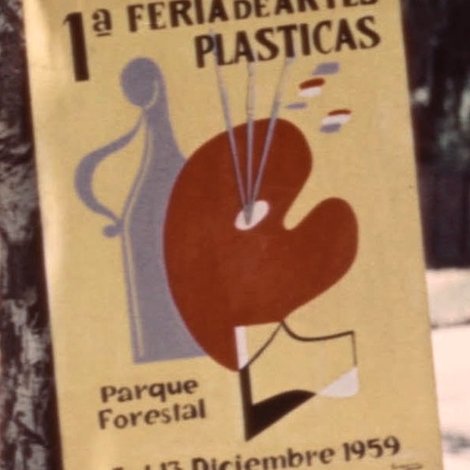 1ª FERIA DE ARTES
PLASTICAS
Parque
Forestal
Diciembre 1959